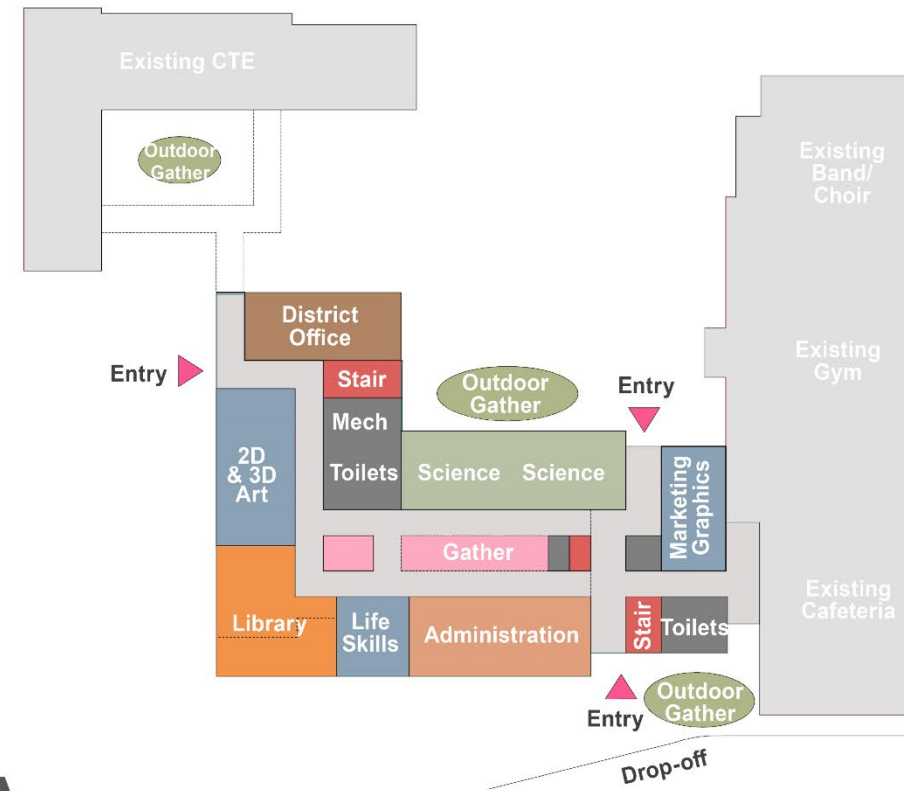 Existing CTE
Outdoor
Gather
Existing
Band/
Choir
District
Office
Entry
Stair
Outdoor
Gather
Entry
Existing
Gym
Mech
Toilets
Science
Science
2D
& 3D
Art
Marketing
Graphics
Gather
Existing
Cafeteria
Library
Life
Skills
Administration
Stair
Toilets
Entry
Outdoor
Gather
Drop-off